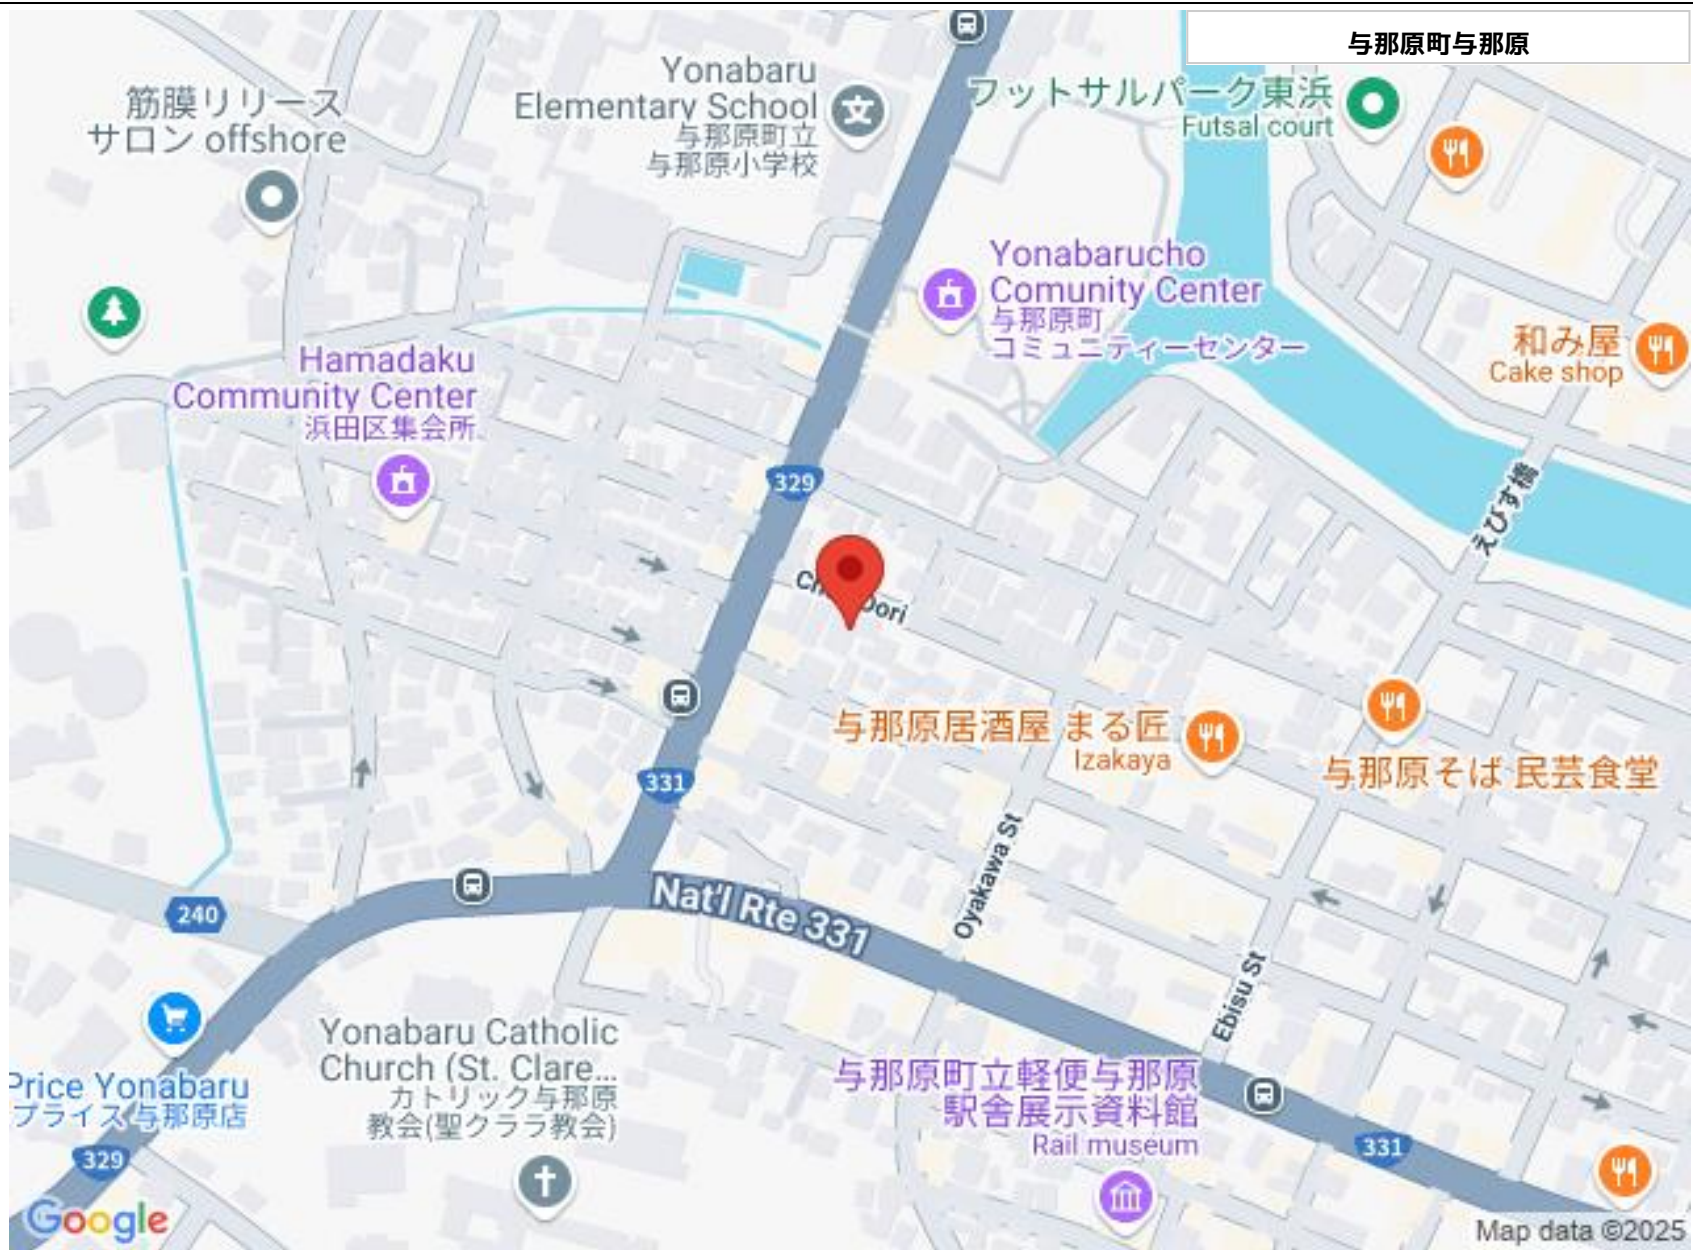 与那原町与那原
Yonabaru
Elementary School
与那原町立
与那原小学校
筋膜リリース
サロン offshore
フットサルパーク東浜
Futsal court
Yonabarucho
Comunity Center
与那原町
コミュニティーセンター
和み屋
Cake shop
Hamadaku
Community Center
浜田区集会所
329
えびす橋
Dori
与那原居酒屋 まる匠
Izakaya
与那原そば 民芸食堂
331
Oyakawa St
240
Nat'l Rte 331
Ebisu St
Yonabaru Catholic
Church (St. Clare...
カトリック与那原
教会(聖クララ教会)
Price Yonabaru
プライス 与那原店
与那原町立軽便与那原
駅舎展示資料館
Rail museum
331
329
Google
Map data ©2025